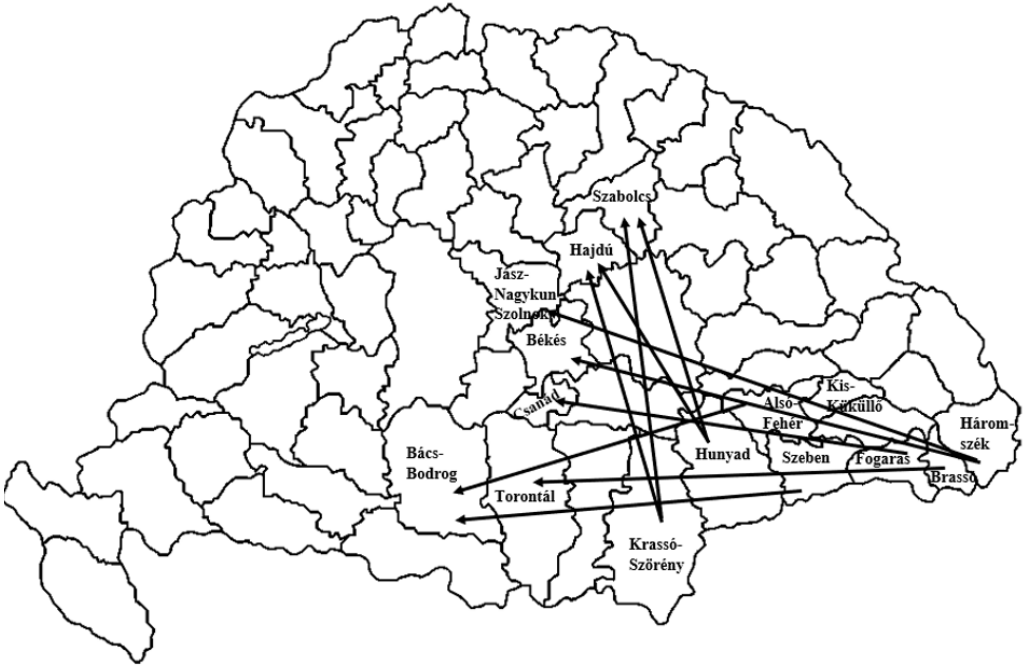 Szabolcs
Hajdú
Jász-
Nagykun
Szolnok
Békés
Csanád
Kis-
Küküllő
Alsó-
Fehér
Három-
szék
Hunyad
Szeben
Fogaras
Brassó
Bács-
Bodrog
Torontál
Krassó-
Szörény